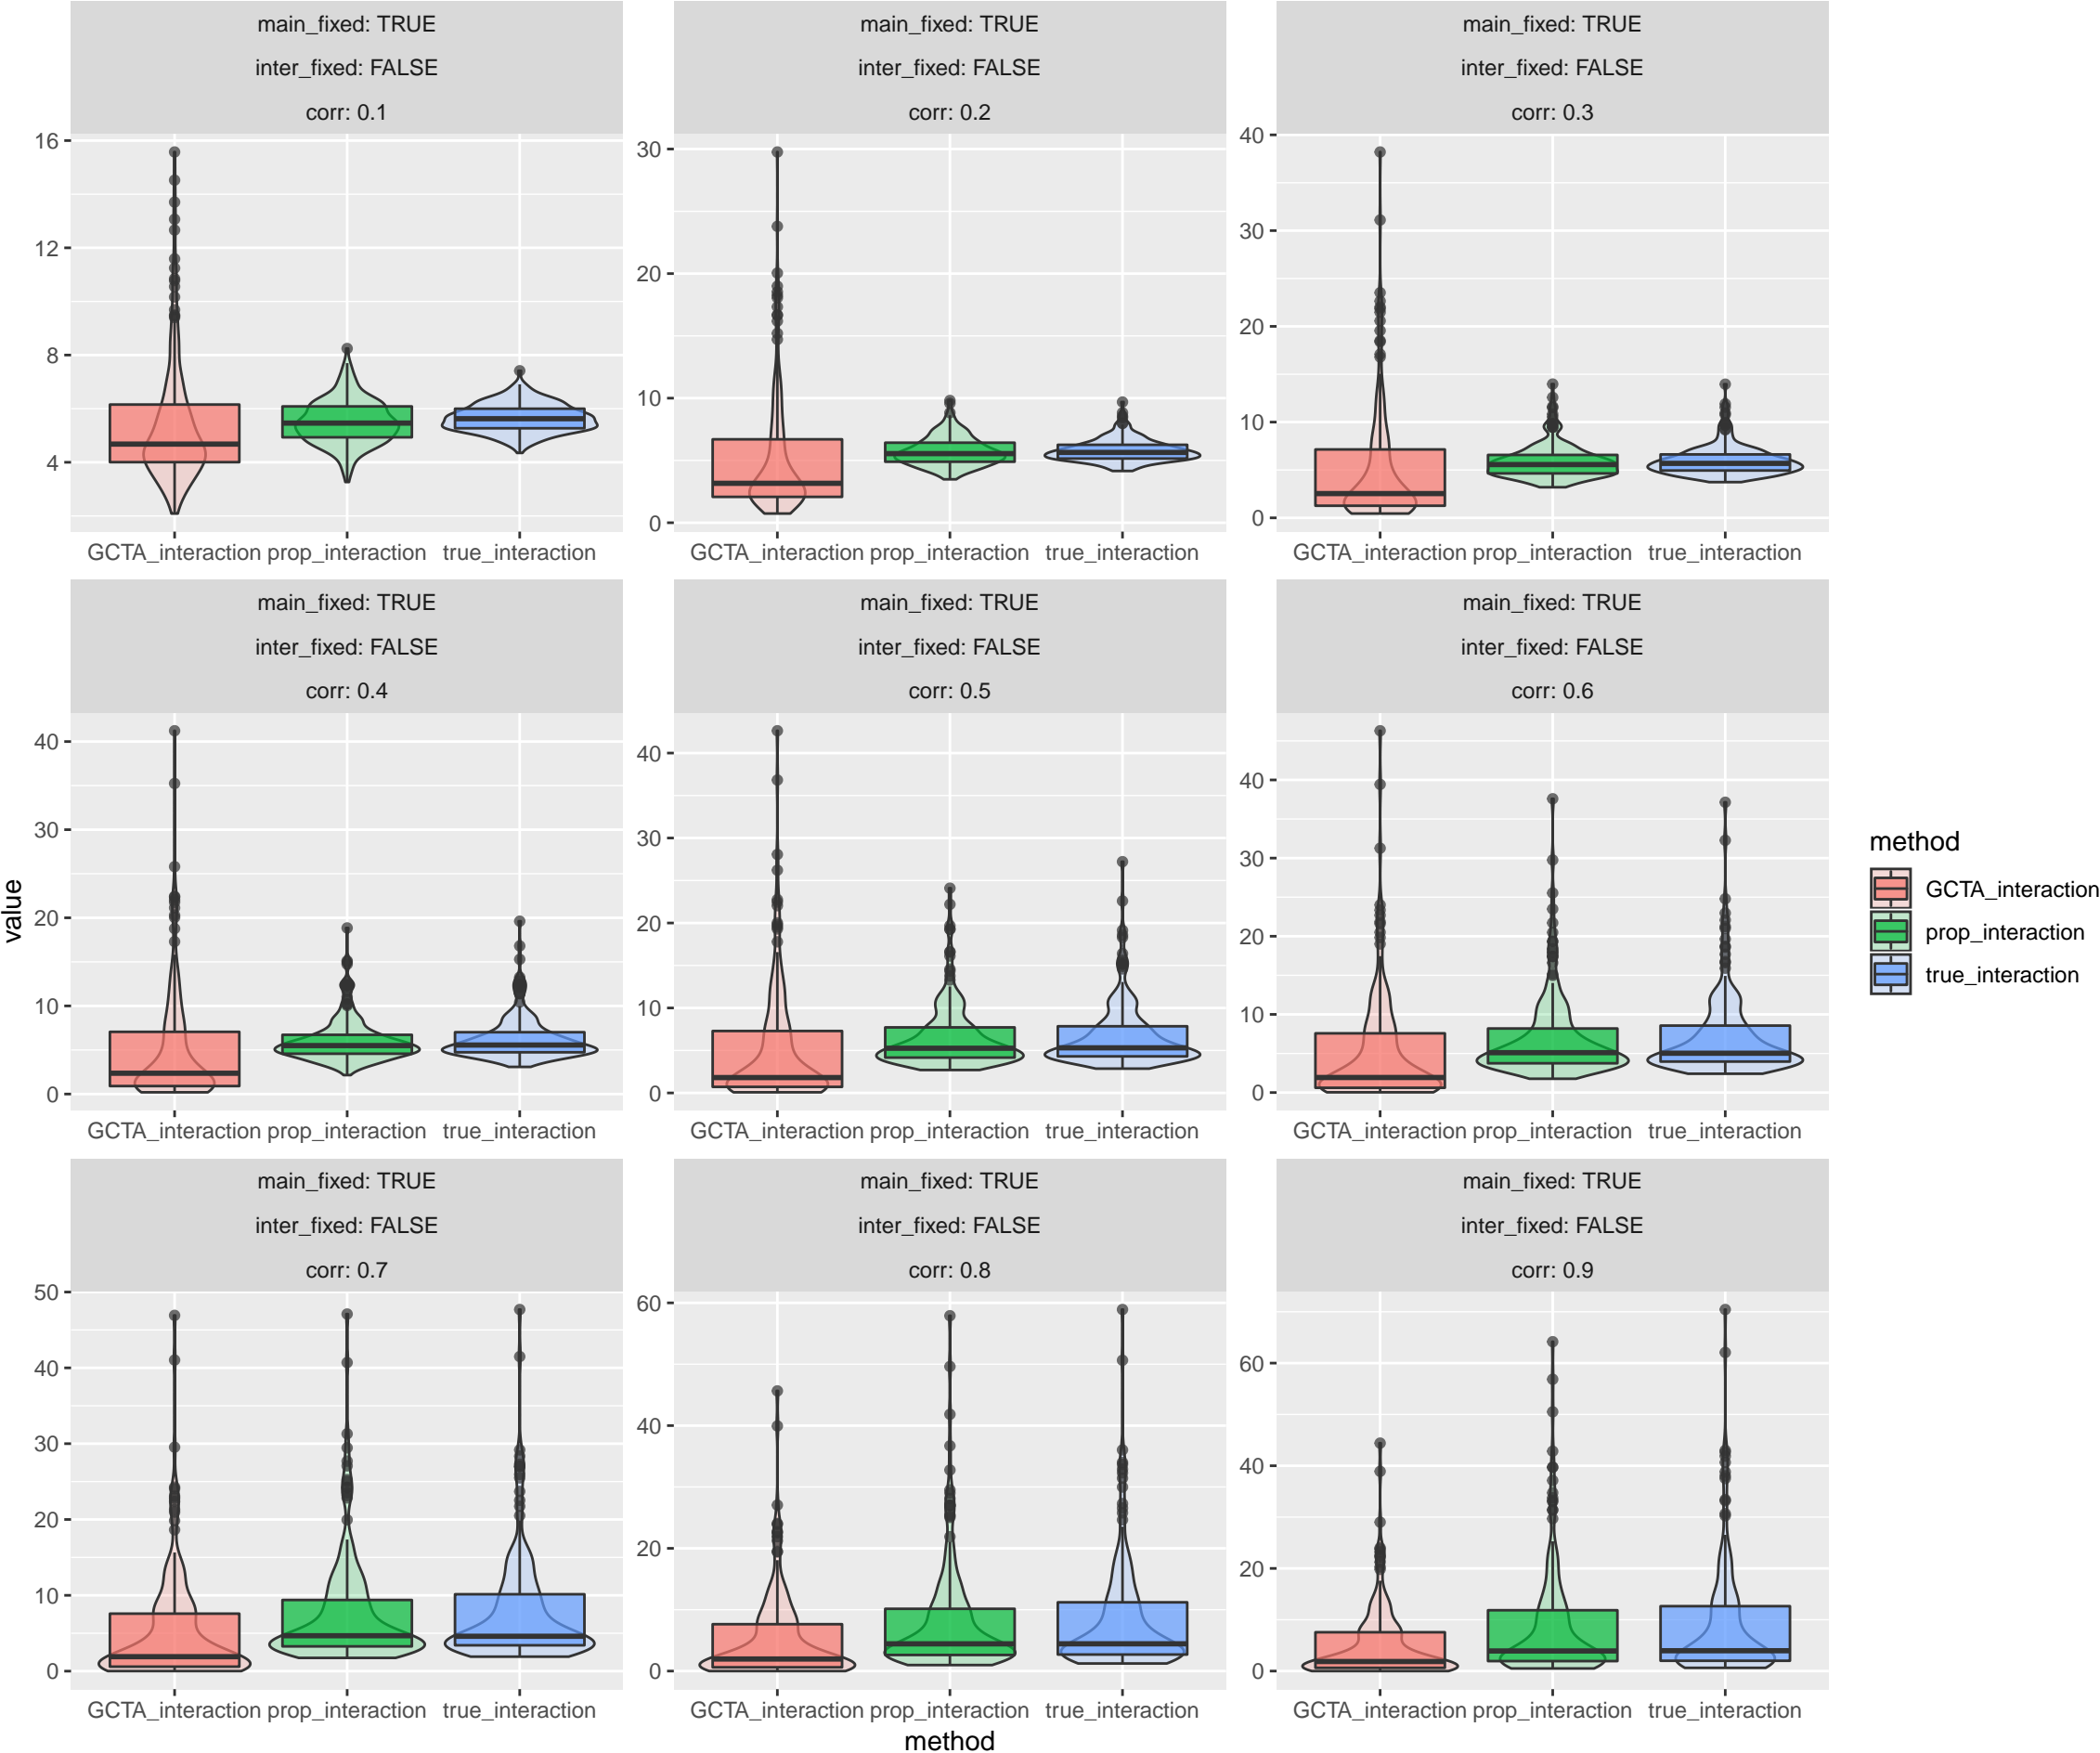 main_fixed: TRUE
inter_fixed: FALSE
corr: 0.1
16
12
8
4
GCTA_interaction prop_interaction true_interaction
main_fixed: TRUE
inter_fixed: FALSE
corr: 0.2
30
20
10
0
GCTA_interaction prop_interaction true_interaction
main_fixed: TRUE
inter_fixed: FALSE
corr: 0.3
40
30
20
10
0
GCTA_interaction prop_interaction true_interaction
value
main_fixed: TRUE
inter_fixed: FALSE
corr: 0.4
40
30
20
10
0
GCTA_interaction prop_interaction true_interaction
main_fixed: TRUE
inter_fixed: FALSE
corr: 0.5
40
30
20
10
0
GCTA_interaction prop_interaction true_interaction
main_fixed: TRUE
inter_fixed: FALSE
corr: 0.6
40
30
20
10
0
GCTA_interaction prop_interaction true_interaction
method
GCTA_interaction
prop_interaction
true_interaction
main_fixed: TRUE
inter_fixed: FALSE
corr: 0.7
50
40
30
20
10
0
GCTA_interaction prop_interaction true_interaction
main_fixed: TRUE
inter_fixed: FALSE
corr: 0.8
60
40
20
0
GCTA_interaction prop_interaction true_interaction
main_fixed: TRUE
inter_fixed: FALSE
corr: 0.9
60
40
20
0
GCTA_interaction prop_interaction true_interaction
method